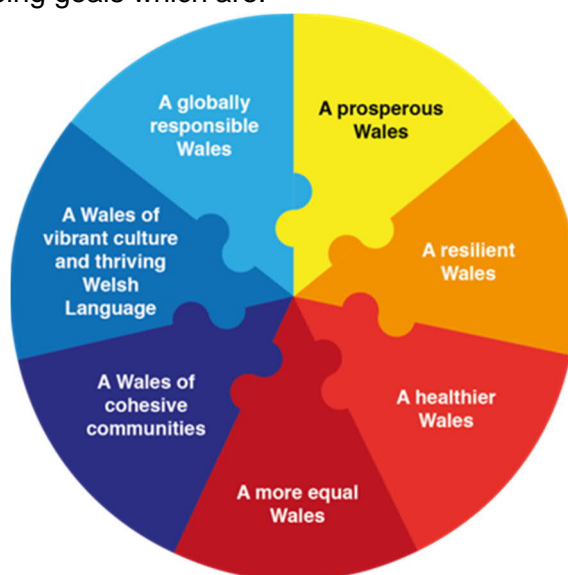 being goals which are:
A prosperous
Wales
A resilient
Wales
A healthier
Wales
A more equal
Wales
A Wales of
cohesive
communities
A Wales of
vibrant culture
and thriving
Welsh
Language
A globally
responsible
Wales